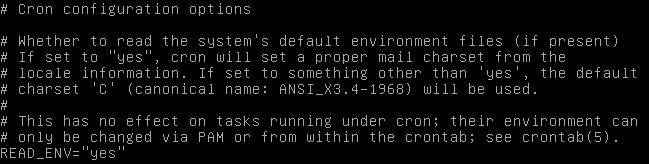 # Cron configuration options
# Whether to read the system's default environment files (if present)
# If set to "yes", cron will set a proper mail charset from the
# locale information. If set to something other than 'yes', the default
# charset 'C' (canonical name: ANSI_X3.4-1968) will be used.
#
# This has no effect on tasks running under cron; their environment can
# only be changed via PAM or from within the crontab; see crontab(5).
READ_ENV="yes"